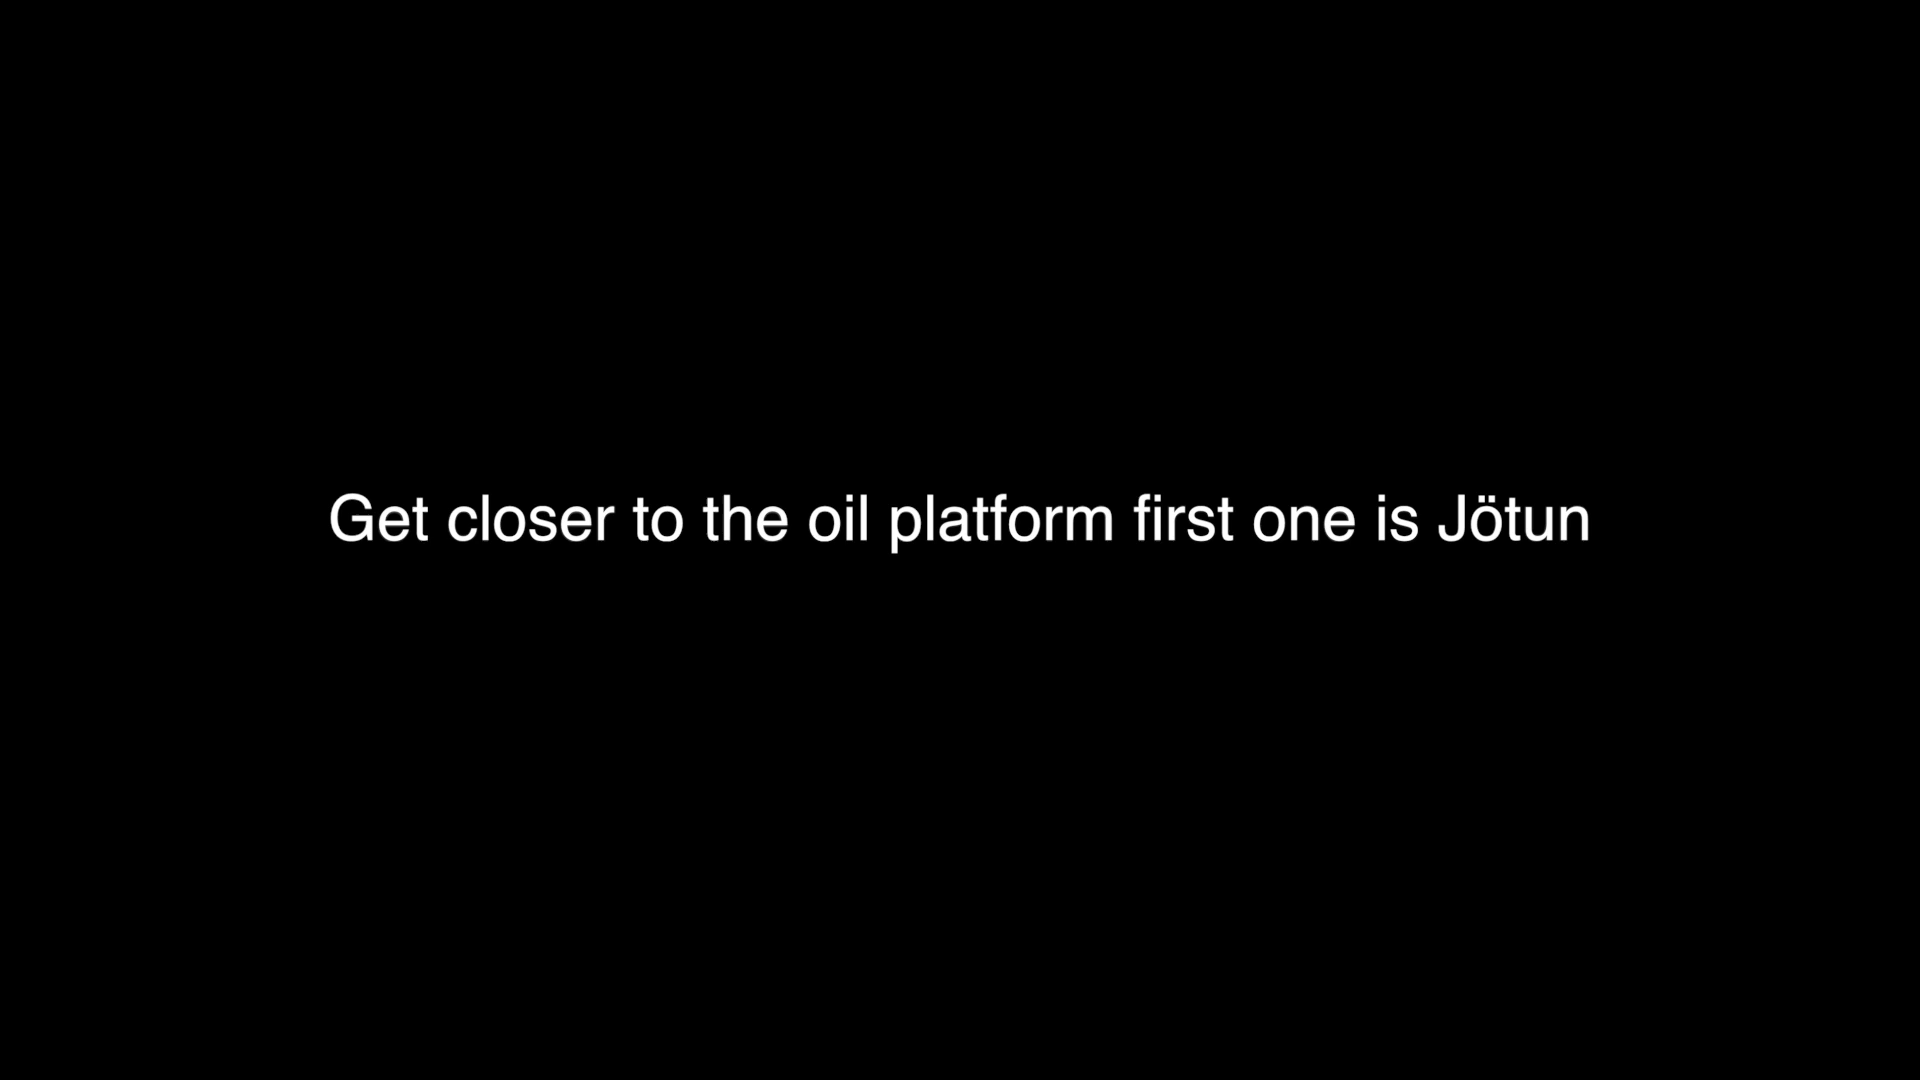 Get closer to the oil platform first one is Jötun